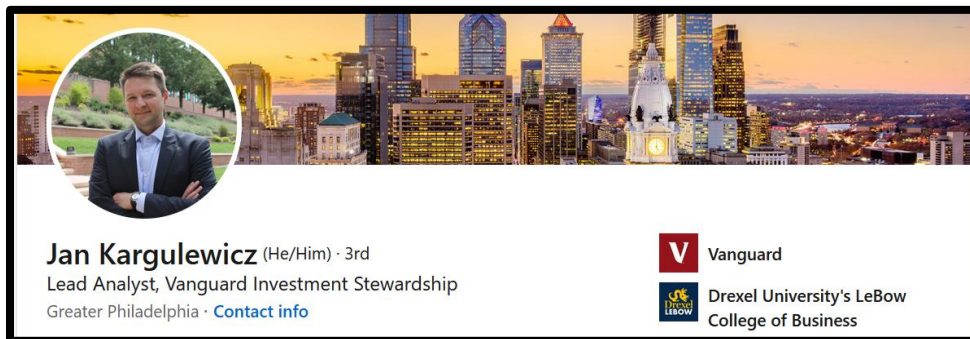 Jan Kargulewicz (He/Him) · 3rd
Lead Analyst, Vanguard Investment Stewardship
Greater Philadelphia · Contact info
V
Vanguard
Drexel
LEBOW
Drexel University's LeBow
College of Business